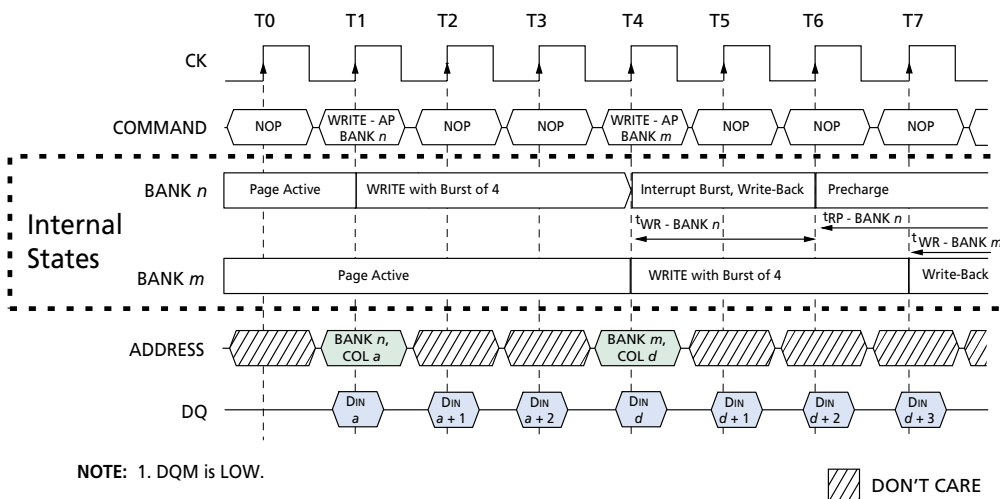 T0 T1 T2 T3 T4 T5 T6 T7
CK
COMMAND NOP WRITE - AP BANK n NOP NOP WRITE - AP BANK m NOP NOP NOP
Internal States
BANK n Page Active WRITE with Burst of 4 Interrupt Burst, Write-Back Precharge
tWR - BANK n tRP - BANK n
tWR - BANK m
BANK m Page Active WRITE with Burst of 4 Write-Back
ADDRESS BANK n, COL a BANK m, COL d
DQ DIN a DIN a + 1 DIN a + 2 DIN d DIN d + 1 DIN d + 2 DIN d + 3
NOTE: 1. DQM is LOW.
DON'T CARE